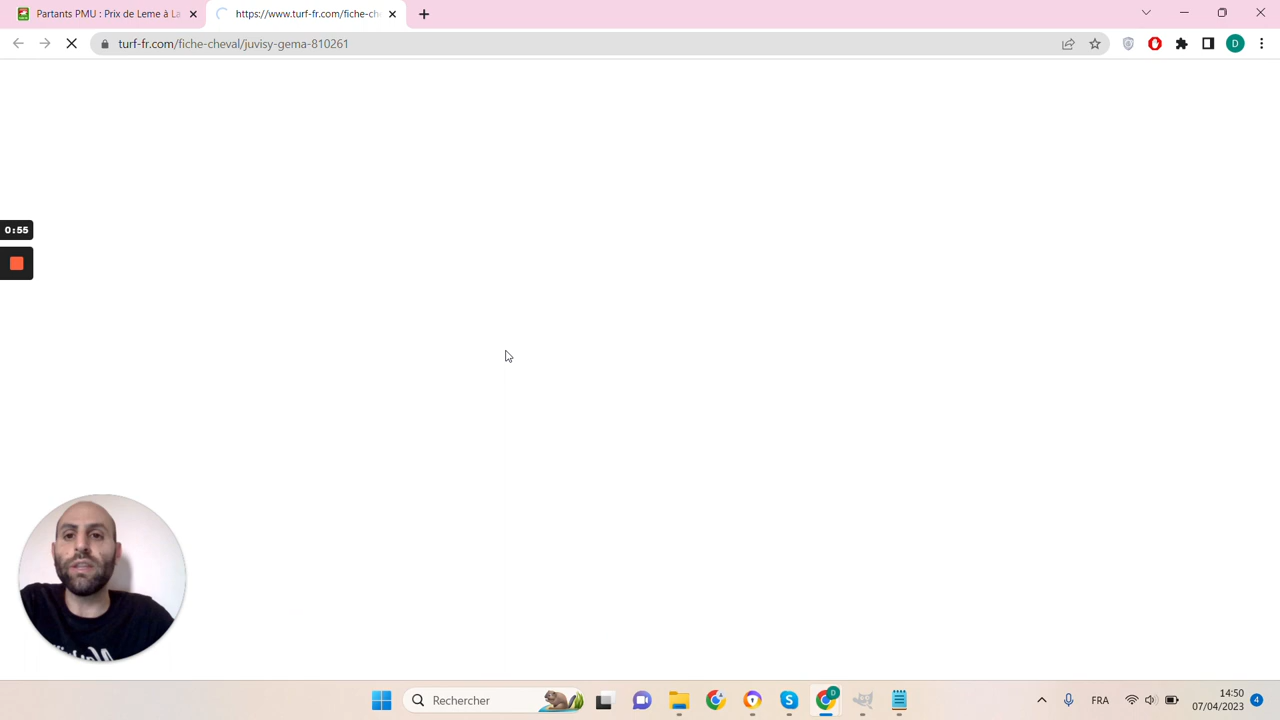 Partants PMU : Prix de Leme à La
https://www.turf-fr.com/fiche-ch
turf-fr.com/fiche-cheval/juvisy-gema-810261
D
0:55
Rechercher
D
FRA
14:50
07/04/2023
4